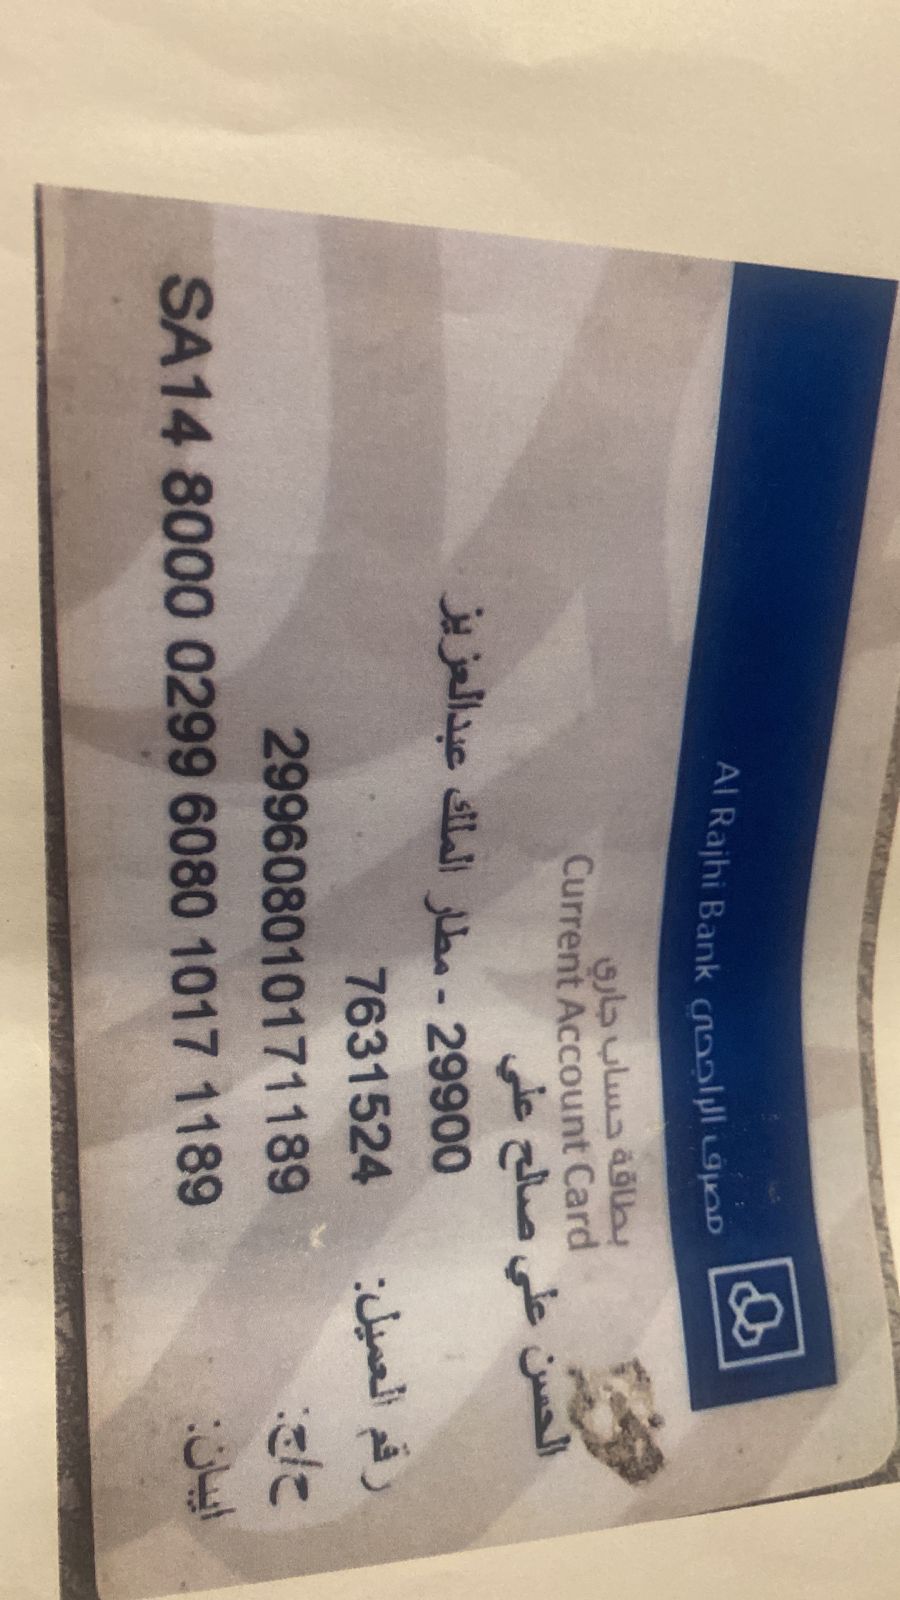 مصرف الراجحي Al Rajhi Bank
بطاقة حساب جاري
Current Account Card
الحسن علي صالح علي
29900 - مطار الملك عبدالعزيز
رقم العميل: 7631524
ح/ج: 299608010171189
ايبان: SA14 8000 0299 6080 1017 1189